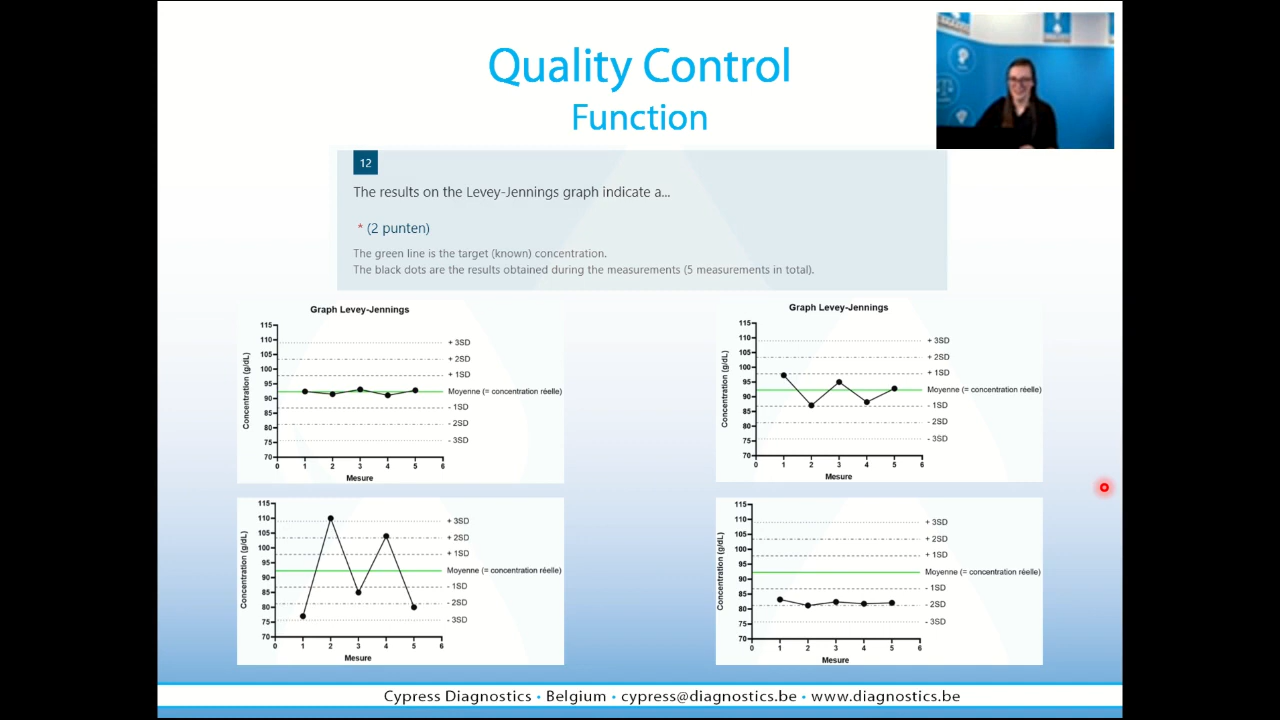 Quality Control
Function
12
The results on the Levey-Jennings graph indicate a...
* (2 punten)
The green line is the target (known) concentration.
The black dots are the results obtained during the measurements (5 measurements in total).
Graph Levey-Jennings
Concentration (g/dL)
115
110
105
100
95
90
85
80
75
70
0 1 2 3 4 5 6
Mesure
+ 3SD
+ 2SD
+ 1SD
Moyenne (= concentration réelle)
- 1SD
- 2SD
- 3SD
Graph Levey-Jennings
Concentration (g/dL)
115
110
105
100
95
90
85
80
75
70
0 1 2 3 4 5 6
Mesure
+ 3SD
+ 2SD
+ 1SD
Moyenne (= concentration réelle)
- 1SD
- 2SD
- 3SD
Concentration (g/dL)
115
110
105
100
95
90
85
80
75
70
0 1 2 3 4 5 6
Mesure
+ 3SD
+ 2SD
+ 1SD
Moyenne (= concentration réelle)
- 1SD
- 2SD
- 3SD
Concentration (g/dL)
115
110
105
100
95
90
85
80
75
70
0 1 2 3 4 5 6
Mesure
+ 3SD
+ 2SD
+ 1SD
Moyenne (= concentration réelle)
- 1SD
- 2SD
- 3SD
Cypress Diagnostics • Belgium • cypress@diagnostics.be • www.diagnostics.be